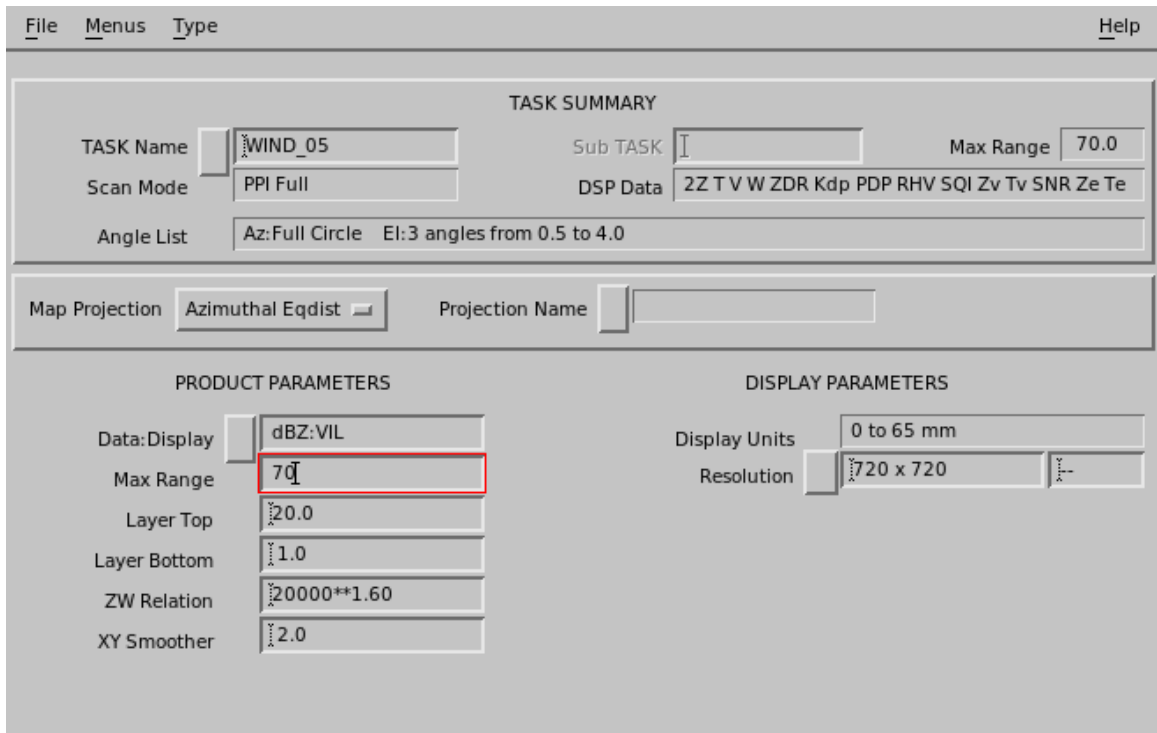 File Menus Type Help
TASK SUMMARY
TASK Name WIND_05 Sub TASK Max Range 70.0
Scan Mode PPI Full DSP Data 2Z T V W ZDR Kdp PDP RHV SQI Zv Tv SNR Ze Te
Angle List Az:Full Circle El:3 angles from 0.5 to 4.0
Map Projection Azimuthal Eqdist Projection Name
PRODUCT PARAMETERS DISPLAY PARAMETERS
Data:Display dBZ:VIL Display Units 0 to 65 mm
Max Range 70 Resolution 720 x 720 --
Layer Top 20.0
Layer Bottom 1.0
ZW Relation 20000**1.60
XY Smoother 2.0